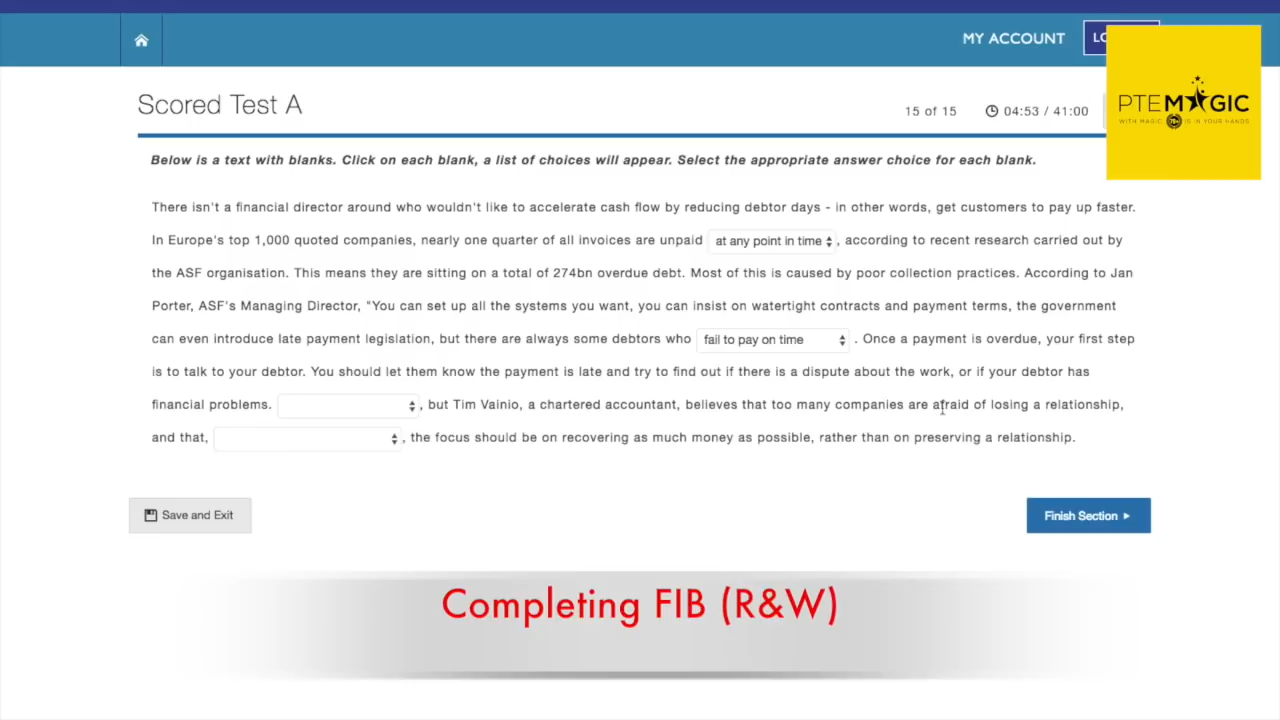 MY ACCOUNT
LO
PTEMAGIC
WITH MAGIC 79+ IS IN YOUR HANDS
Scored Test A
15 of 15
04:53 / 41:00
Below is a text with blanks. Click on each blank, a list of choices will appear. Select the appropriate answer choice for each blank.
There isn't a financial director around who wouldn't like to accelerate cash flow by reducing debtor days - in other words, get customers to pay up faster.
In Europe's top 1,000 quoted companies, nearly one quarter of all invoices are unpaid at any point in time , according to recent research carried out by
the ASF organisation. This means they are sitting on a total of 274bn overdue debt. Most of this is caused by poor collection practices. According to Jan
Porter, ASF's Managing Director, "You can set up all the systems you want, you can insist on watertight contracts and payment terms, the government
can even introduce late payment legislation, but there are always some debtors who fail to pay on time . Once a payment is overdue, your first step
is to talk to your debtor. You should let them know the payment is late and try to find out if there is a dispute about the work, or if your debtor has
financial problems. , but Tim Vainio, a chartered accountant, believes that too many companies are afraid of losing a relationship,
and that, , the focus should be on recovering as much money as possible, rather than on preserving a relationship.
Save and Exit
Finish Section
Completing FIB (R&W)